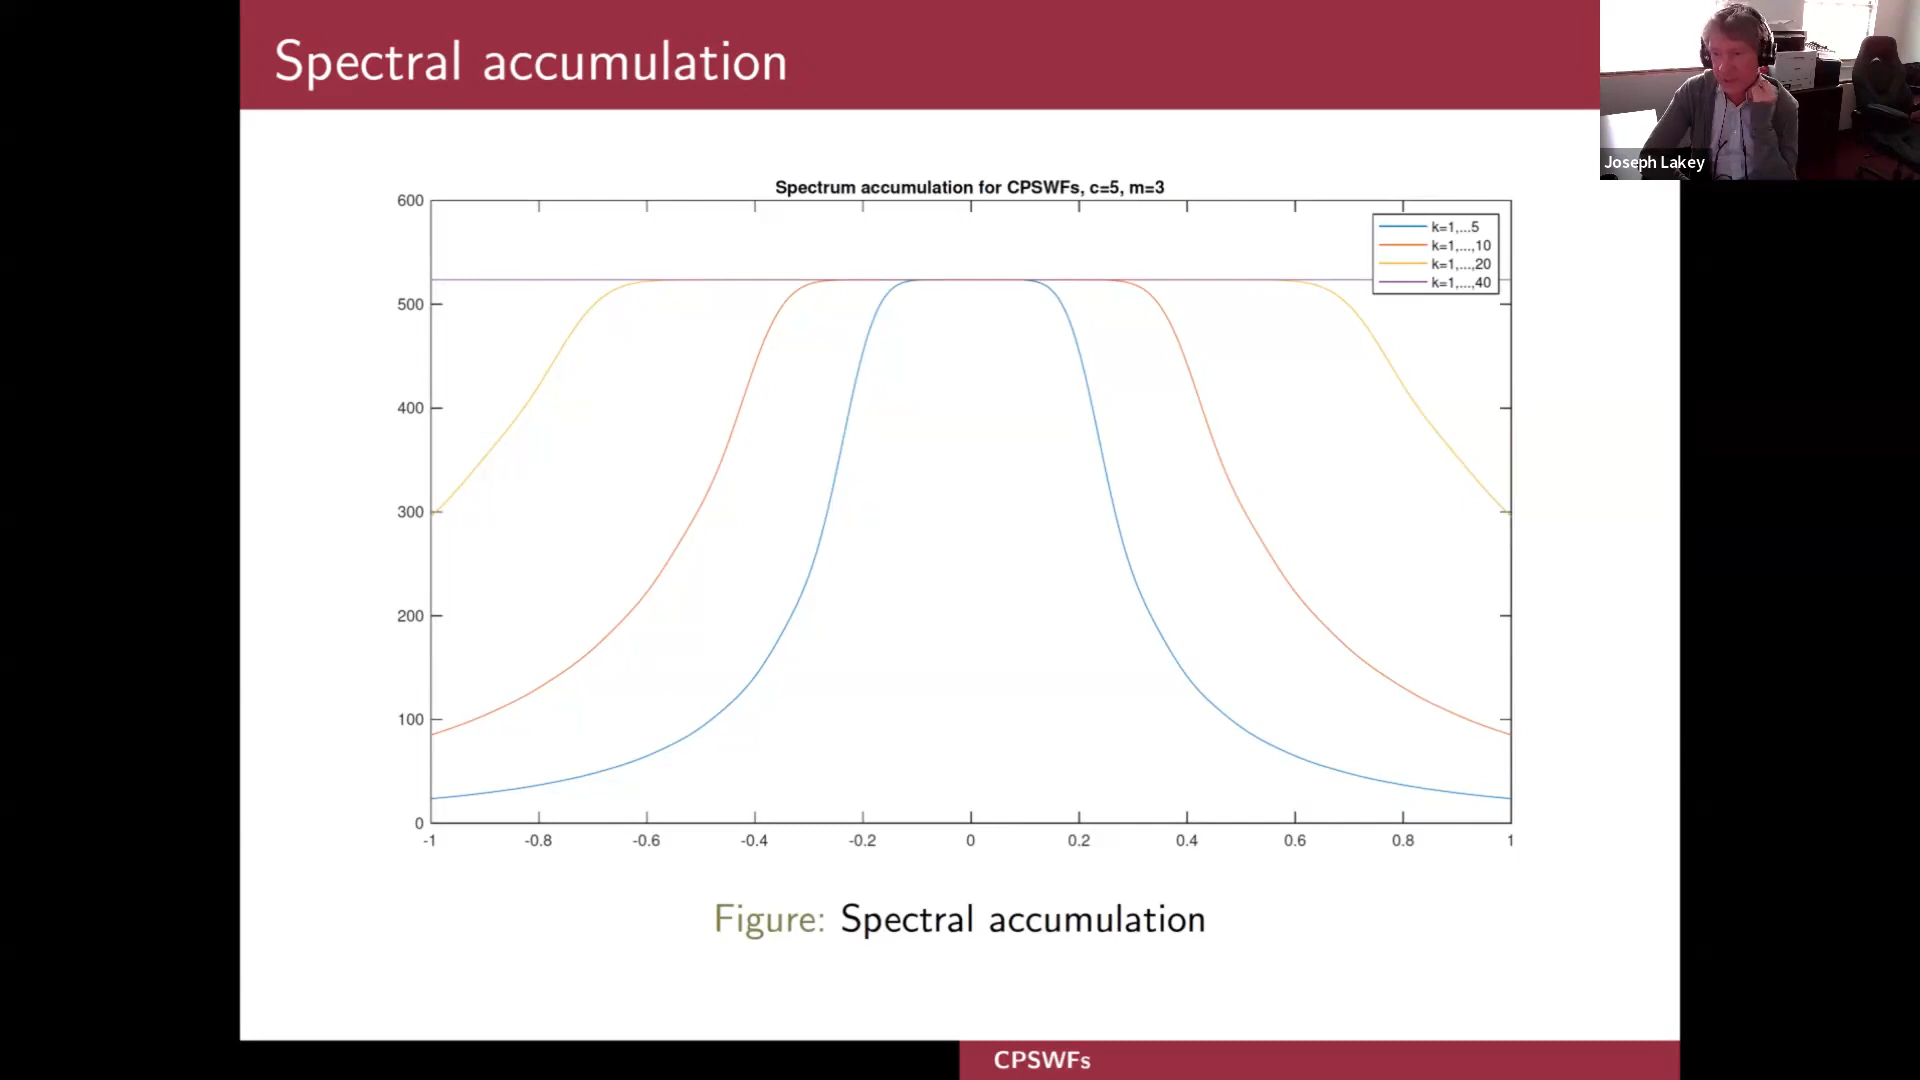 Spectral accumulation
Joseph Lakey
Spectrum accumulation for CPSWFs, c=5, m=3
600
500
400
300
200
100
0
k=1,...5
k=1,...,10
k=1,...,20
k=1,...,40
-1 -0.8 -0.6 -0.4 -0.2 0 0.2 0.4 0.6 0.8 1
Figure: Spectral accumulation
CPSWFs